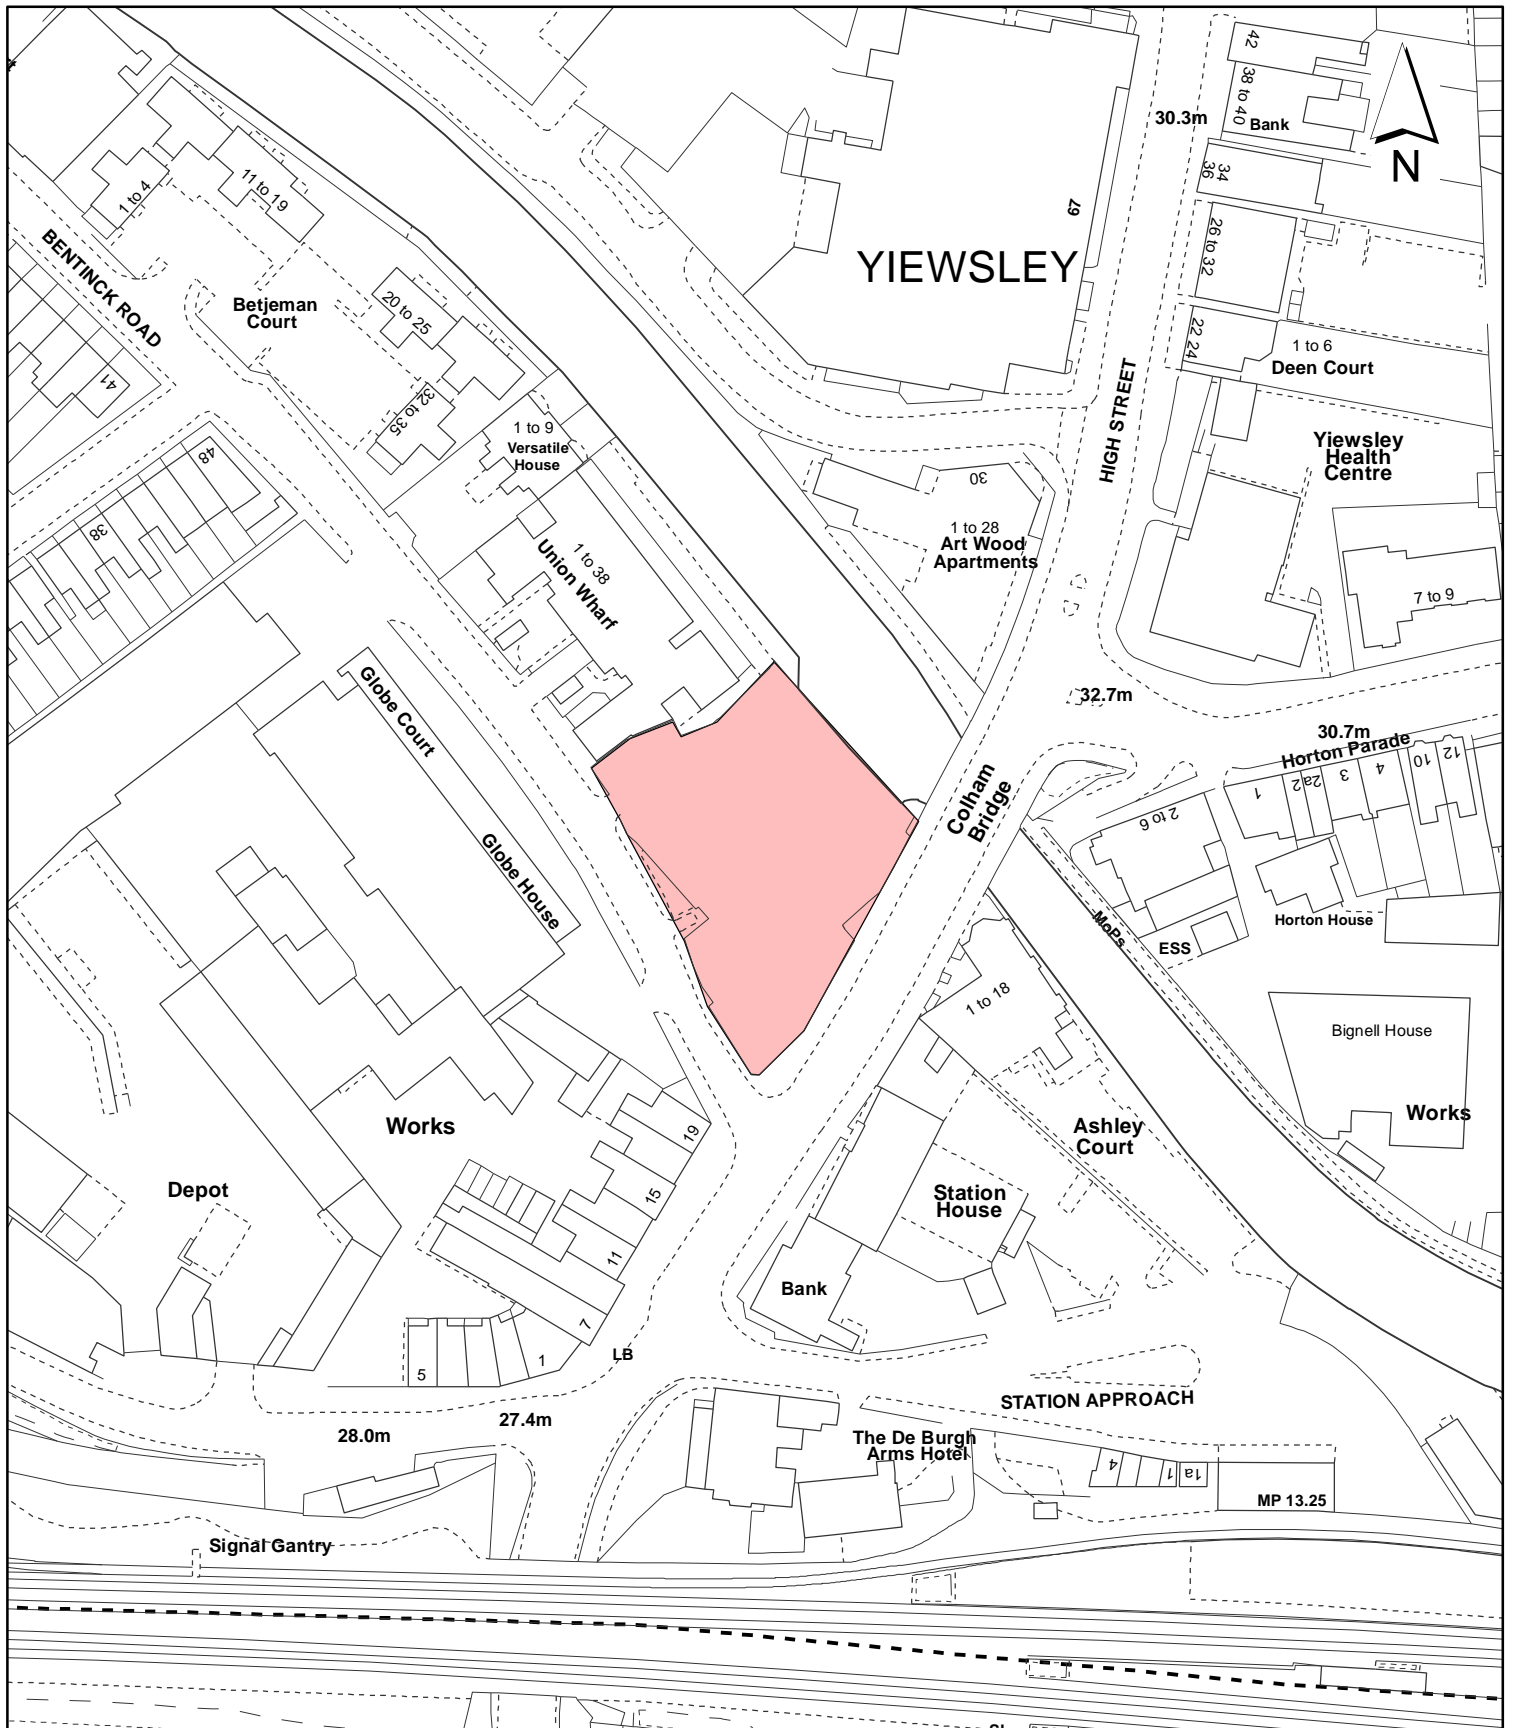 42
38 to 40
Bank
30.3m
N
34
36
67
YIEWSLEY
26 to 32
1 to 4
11 to 19
BENTINCK ROAD
Betjeman
Court
20 to 25
22 24
1 to 6
Deen Court
HIGH STREET
41
32 to 35
1 to 9
Versatile
House
48
38
Yiewsley
Health
Centre
30
1 to 28
Art Wood
Apartments
1 to 38
Union Wharf
7 to 9
32.7m
30.7m
Horton Parade
1
2
2a
3
4
10
12
Globe Court
Globe House
Colham
Bridge
2 to 6
MoPs
ESS
Horton House
1 to 18
Bignell House
Works
Works
19
15
11
7
Ashley
Court
Depot
Station
House
Bank
5
1
LB
STATION APPROACH
27.4m
28.0m
The De Burgh
Arms Hotel
4
1
1a
MP 13.25
Signal Gantry